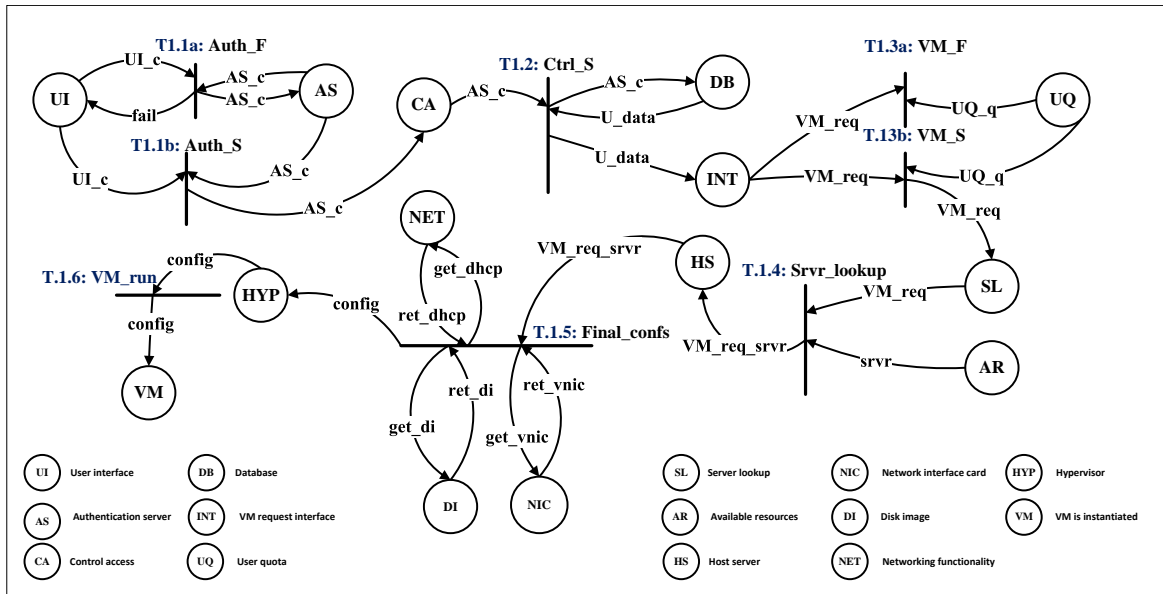 T1.1a: Auth_F
UI_c
AS_c
AS_c
fail
UI
AS
T1.1b: Auth_S
UI_c
AS_c
AS_c
CA
AS_c
T1.2: Ctrl_S
AS_c
DB
U_data
U_data
INT
T1.3a: VM_F
VM_req
UQ_q
UQ
T.13b: VM_S
VM_req
UQ_q
VM_req
SL
T.1.4: Srvr_lookup
VM_req
srvr
AR
HS
VM_req_srvr
VM_req_srvr
NET
get_dhcp
ret_dhcp
T.1.5: Final_confs
ret_di
get_di
ret_vnic
get_vnic
DI
NIC
config
HYP
config
T.1.6: VM_run
config
VM
UI User interface
DB Database
AS Authentication server
INT VM request interface
CA Control access
UQ User quota
SL Server lookup
NIC Network interface card
HYP Hypervisor
AR Available resources
DI Disk image
VM VM is instantiated
HS Host server
NET Networking functionality